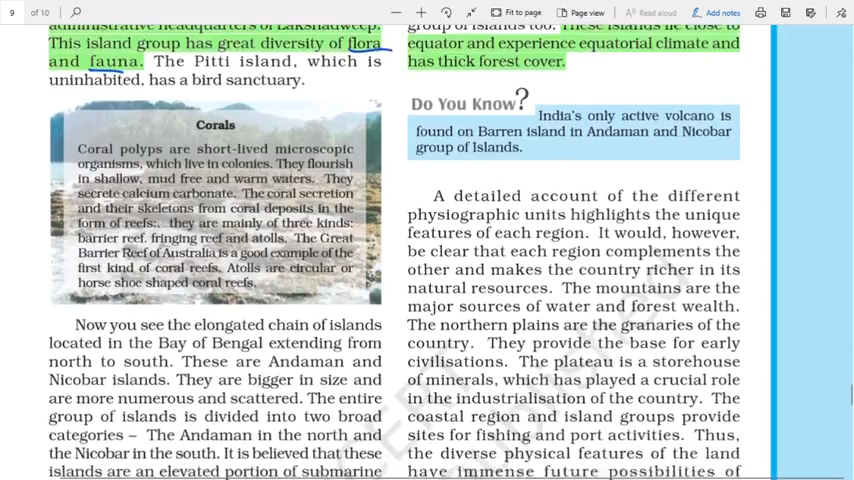 9 of 10
Fit to page
Page view
Read aloud
Add notes
administrative headquarters of Lakshadweep.
This island group has great diversity of flora
and fauna. The Pitti island, which is
uninhabited, has a bird sanctuary.
Corals
Coral polyps are short-lived microscopic
organisms, which live in colonies. They flourish
in shallow, mud free and warm waters. They
secrete calcium carbonate. The coral secretion
and their skeletons from coral deposits in the
form of reefs:. they are mainly of three kinds:
barrier reef, fringing reef and atolls. The Great
Barrier Reef of Australia is a good example of the
first kind of coral reefs. Atolls are circular or
horse shoe shaped coral reefs.
Now you see the elongated chain of islands
located in the Bay of Bengal extending from
north to south. These are Andaman and
Nicobar islands. They are bigger in size and
are more numerous and scattered. The entire
group of islands is divided into two broad
categories – The Andaman in the north and
the Nicobar in the south. It is believed that these
islands are an elevated portion of submarine
group of islands too. These islands lie close to
equator and experience equatorial climate and
has thick forest cover.
Do You Know?
India's only active volcano is
found on Barren island in Andaman and Nicobar
group of Islands.
A detailed account of the different
physiographic units highlights the unique
features of each region. It would, however,
be clear that each region complements the
other and makes the country richer in its
natural resources. The mountains are the
major sources of water and forest wealth.
The northern plains are the granaries of the
country. They provide the base for early
civilisations. The plateau is a storehouse
of minerals, which has played a crucial role
in the industrialisation of the country. The
coastal region and island groups provide
sites for fishing and port activities. Thus,
the diverse physical features of the land
have immense future possibilities of